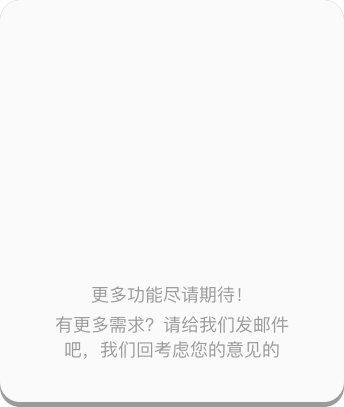 更多功能尽请期待！
有更多需求？请给我们发邮件
吧，我们回考虑您的意见的